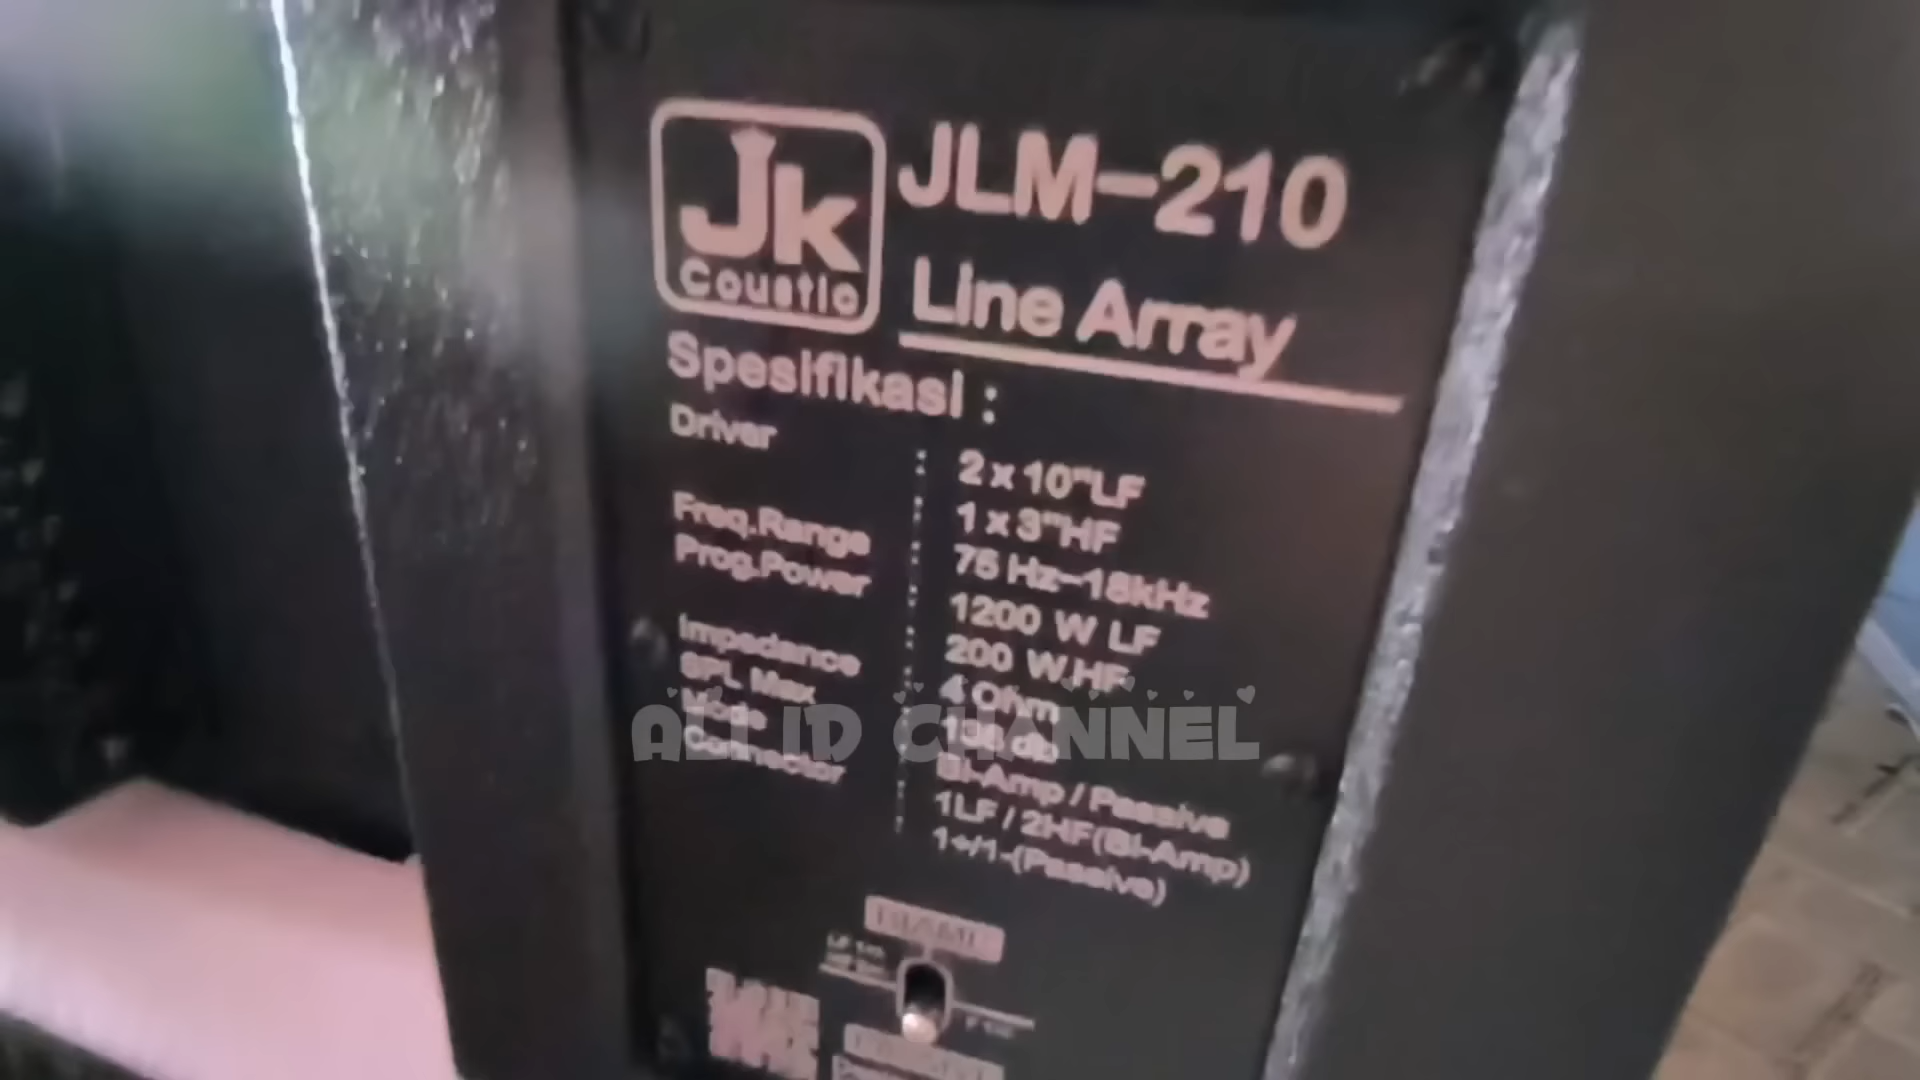 Jk
Coustic
JLM-210
Line Array
Spesifikasi :
Driver : 2 x 10"LF
1 x 3"HF
Freq.Range : 75 Hz-18kHz
Prog.Power : 1200 W LF
200 W.HF
Impedance : 4 Ohm
SPL Max : db
Mode : Bi-Amp / Passive
Connector : 1LF / 2HF(Bi-Amp)
1+/1-(Passive)
ALL ID CHANNEL